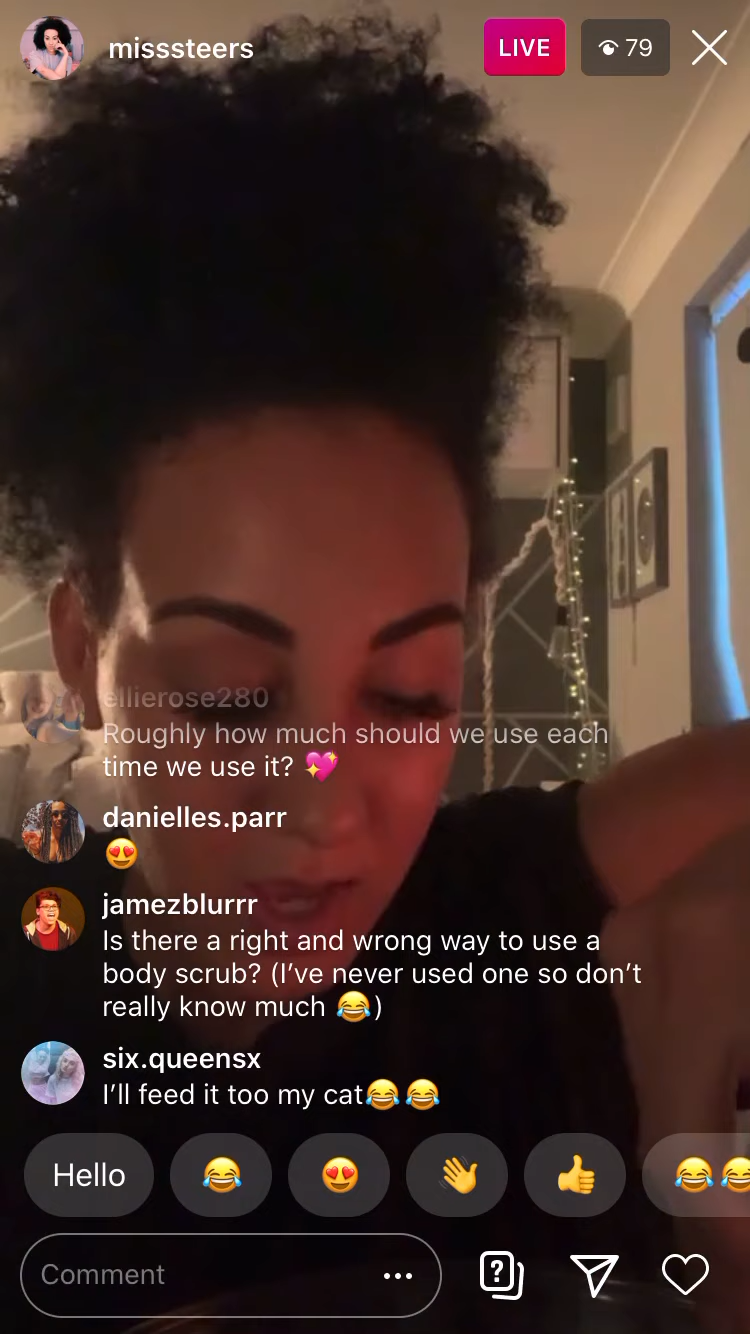 misssteers
LIVE
79
ellierose280
Roughly how much should we use each
time we use it? 💖
danielles.parr
😍
jamezblurrr
Is there a right and wrong way to use a
body scrub? (I’ve never used one so don’t
really know much 😂)
six.queensx
I’ll feed it too my cat😂😂
Hello 😂 😍 👋 👍 😂😂
Comment
?